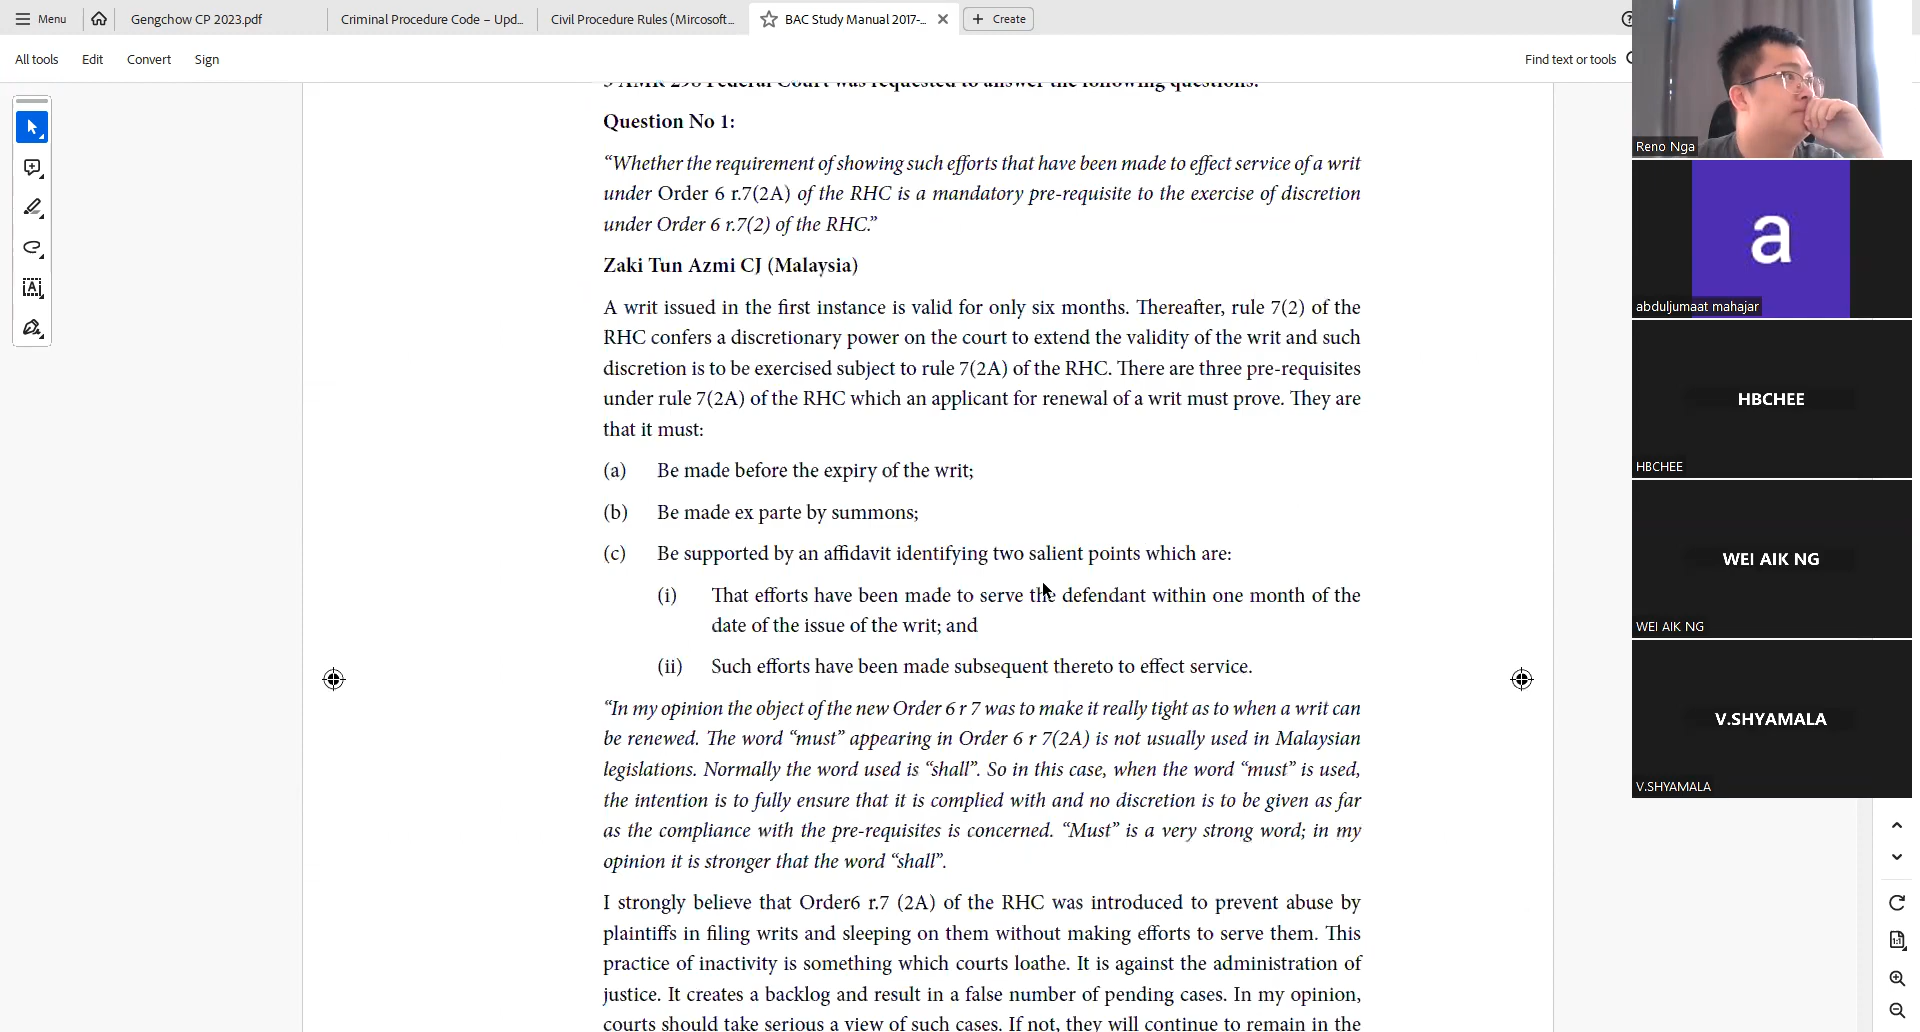 Menu
Gengchow CP 2023.pdf
Criminal Procedure Code – Upd...
Civil Procedure Rules (Mircosoft...
BAC Study Manual 2017-...
Create
All tools
Edit
Convert
Sign
Find text or tools
3 AMR 298 Federal Court was requested to answer the following questions:
Question No 1:
“Whether the requirement of showing such efforts that have been made to effect service of a writ
under Order 6 r.7(2A) of the RHC is a mandatory pre-requisite to the exercise of discretion
under Order 6 r.7(2) of the RHC.”
Zaki Tun Azmi CJ (Malaysia)
A writ issued in the first instance is valid for only six months. Thereafter, rule 7(2) of the
RHC confers a discretionary power on the court to extend the validity of the writ and such
discretion is to be exercised subject to rule 7(2A) of the RHC. There are three pre-requisites
under rule 7(2A) of the RHC which an applicant for renewal of a writ must prove. They are
that it must:
(a) Be made before the expiry of the writ;
(b) Be made ex parte by summons;
(c) Be supported by an affidavit identifying two salient points which are:
(i) That efforts have been made to serve the defendant within one month of the
date of the issue of the writ; and
(ii) Such efforts have been made subsequent thereto to effect service.
“In my opinion the object of the new Order 6 r 7 was to make it really tight as to when a writ can
be renewed. The word “must” appearing in Order 6 r 7(2A) is not usually used in Malaysian
legislations. Normally the word used is “shall”. So in this case, when the word “must” is used,
the intention is to fully ensure that it is complied with and no discretion is to be given as far
as the compliance with the pre-requisites is concerned. “Must” is a very strong word; in my
opinion it is stronger that the word “shall”.
I strongly believe that Order6 r.7 (2A) of the RHC was introduced to prevent abuse by
plaintiffs in filing writs and sleeping on them without making efforts to serve them. This
practice of inactivity is something which courts loathe. It is against the administration of
justice. It creates a backlog and result in a false number of pending cases. In my opinion,
courts should take serious a view of such cases. If not, they will continue to remain in the
Reno Nga
a
abduljumaat mahajar
HBCHEE
HBCHEE
WEI AIK NG
WEI AIK NG
V.SHYAMALA
V.SHYAMALA